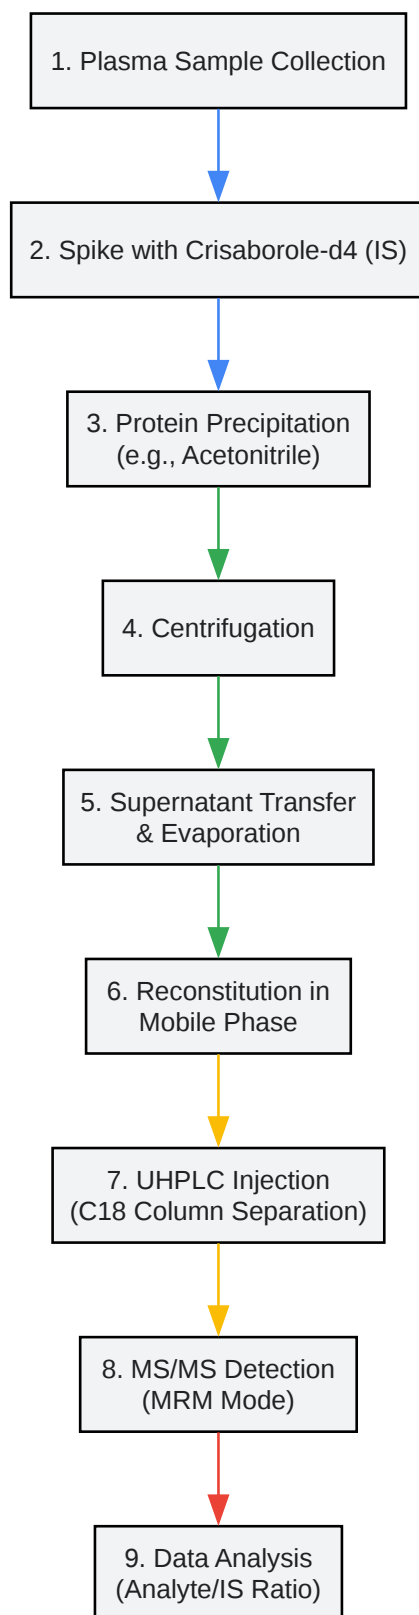 1. Plasma Sample Collection
2. Spike with Crisaborole-d4 (IS)
3. Protein Precipitation
(e.g., Acetonitrile)
4. Centrifugation
5. Supernatant Transfer
& Evaporation
6. Reconstitution in
Mobile Phase
7. UHPLC Injection
(C18 Column Separation)
8. MS/MS Detection
(MRM Mode)
9. Data Analysis
(Analyte/IS Ratio)